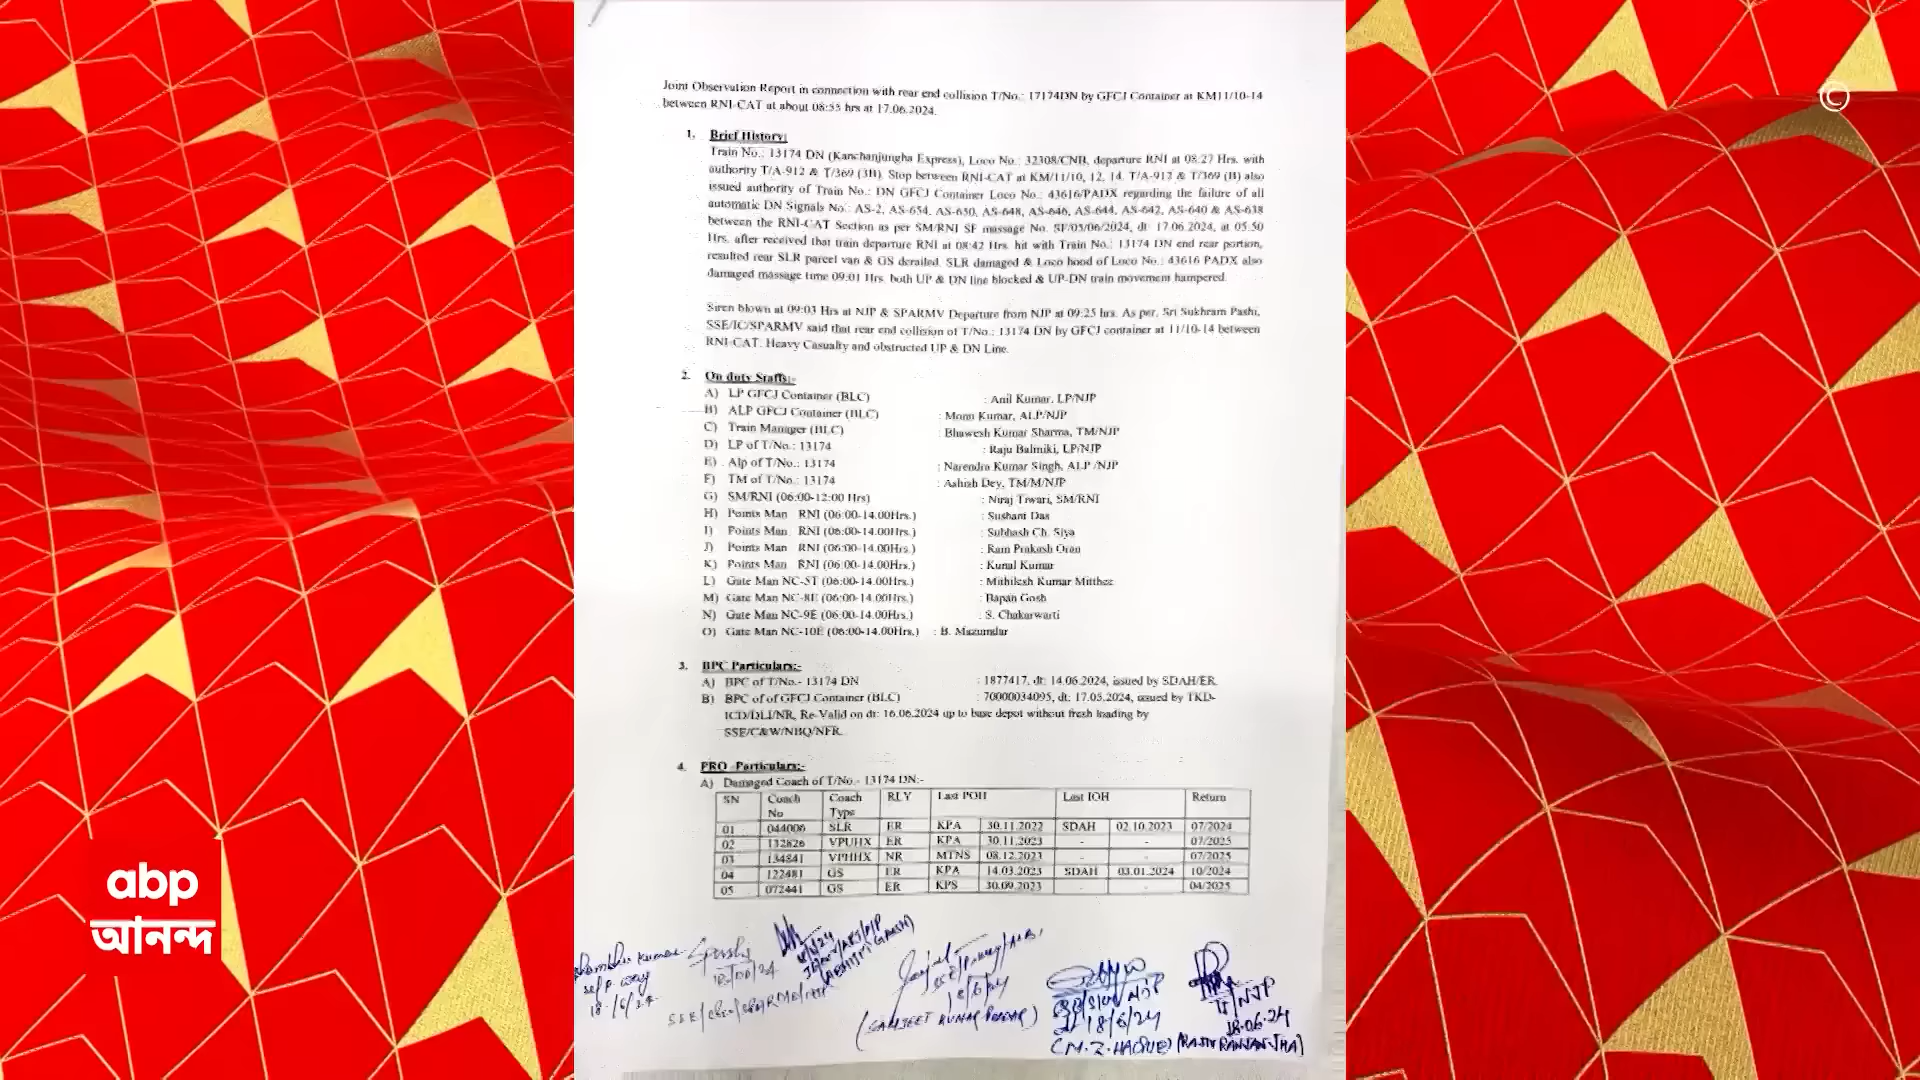 Joint Observation Report in connection with rear end collision T/No.: 17174DN by GFCJ Container at KM11/10-14
between RNI-CAT at about 08:55 hrs at 17.06.2024.
1. Brief History:
Train No.: 13174 DN (Kanchanjungha Express), Loco No.: 32308/CNB, departure RNI at 08:27 Hrs. with
authority T/A-912 & T/369 (3B). Stop between RNI-CAT at KM/11/10, 12, 14. T/A-912 & T/369 (B) also
issued authority of Train No.: DN GFCJ Container Loco No.: 43616/PADX regarding the failure of all
automatic DN Signals No.: AS-2, AS-654, AS-650, AS-648, AS-646, AS-644, AS-642, AS-640 & AS-638
between the RNI-CAT Section as per SM/RNI SF massage No. SF/05/06/2024, dt: 17.06.2024, at 05.50
Hrs. after received that train departure RNI at 08:42 Hrs. hit with Train No.: 13174 DN end rear portion,
resulted rear SLR parcel van & GS derailed. SLR damaged & Loco hood of Loco No.: 43616 PADX also
damaged massage time 09:01 Hrs. both UP & DN line blocked & UP-DN train movement hampered.
Siren blown at 09:03 Hrs at NJP & SPARMV Departure from NJP at 09:25 hrs. As per, Sri Sukhram Pashi,
SSE/IC/SPARMV said that rear end collision of T/No.: 13174 DN by GFCJ container at 11/10-14 between
RNI-CAT. Heavy Casualty and obstructed UP & DN Line.
2. On duty Staffs:-
A) LP GFCJ Container (BLC) : Anil Kumar, LP/NJP
B) ALP GFCJ Container (BLC) : Monu Kumar, ALP/NJP
C) Train Manager (BLC) : Bhawesh Kumar Sharma, TM/NJP
D) LP of T/No.: 13174 : Raju Balmiki, LP/NJP
E) Alp of T/No.: 13174 : Narendra Kumar Singh, ALP /NJP
F) TM of T/No.: 13174 : Ashish Dey, TM/M/NJP
G) SM/RNI (06:00-12:00 Hrs) : Niraj Tiwari, SM/RNI
H) Points Man RNI (06:00-14.00Hrs.) : Sushant Das
I) Points Man RNI (06:00-14.00Hrs.) : Subhash Ch. Siya
J) Points Man RNI (06:00-14.00Hrs.) : Ram Prakash Oran
K) Points Man RNI (06:00-14.00Hrs.) : Kunal Kumar
L) Gate Man NC-5T (06:00-14.00Hrs.) : Mithilesh Kumar
M) Gate Man NC-8E (06:00-14.00Hrs.) : Bapan Gosh
N) Gate Man NC-9E (06:00-14.00Hrs.) : S. Chakarwarti
O) Gate Man NC-10E (06:00-14.00Hrs.) : B. Mazumdar
3. BPC Particulars:-
A) BPC of T/No.- 13174 DN : 1877417, dt: 14.06.2024, issued by SDAH/ER.
B) BPC of of GFCJ Container (BLC) : 70000034095, dt: 17.05.2024, issued by TKD-
ICD/DLI/NR, Re-Valid on dt: 16.06.2024 up to base depot without fresh loading by
SSE/C&W/NBQ/NFR.
4. PRO -Particulars:-
A) Damaged Coach of T/No.- 13174 DN:-
SN Coach No Coach Type RLY Last POH Last IOH Return
01 044006 SLR ER KPA 30.11.2022 SDAH 02.10.2023 07/2024
02 132826 VPUHX ER KPA 30.11.2023 - - 07/2025
03 134841 VPHHX NR MTNS 08.12.2023 - - 07/2025
04 122481 GS ER KPA 14.03.2023 SDAH 03.01.2024 10/2024
05 072441 GS ER KPS 30.09.2023 - - 04/2025
18/6/24
18/6/24
18/6/24
18.06.24
(M. Z. HAQUE) (RAJIV RANJAN JHA)
abp
আনন্দ
©